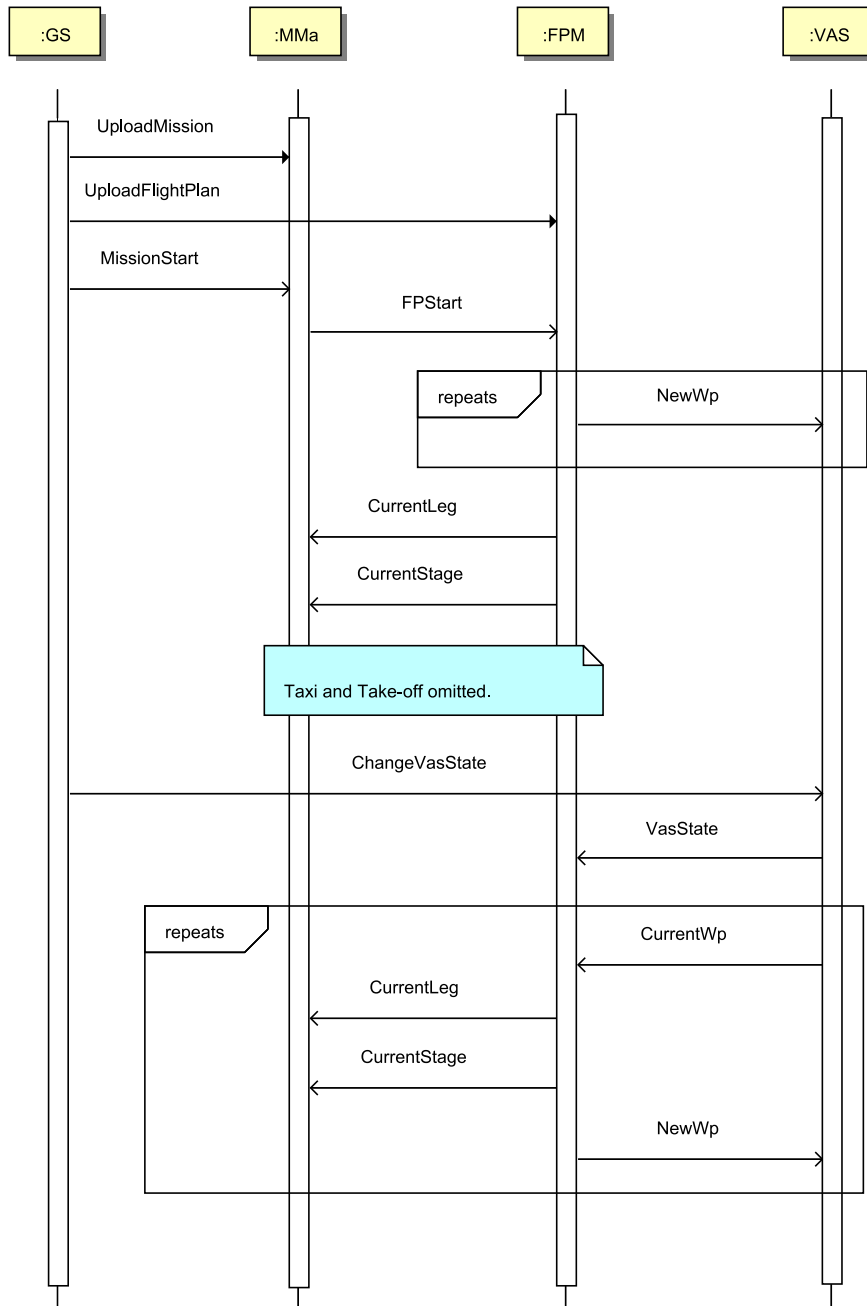 :GS
:MMa
:FPM
:VAS
UploadMission
UploadFlightPlan
MissionStart
FPStart
repeats
NewWp
CurrentLeg
CurrentStage
Taxi and Take-off omitted.
ChangeVasState
VasState
repeats
CurrentWp
CurrentLeg
CurrentStage
NewWp